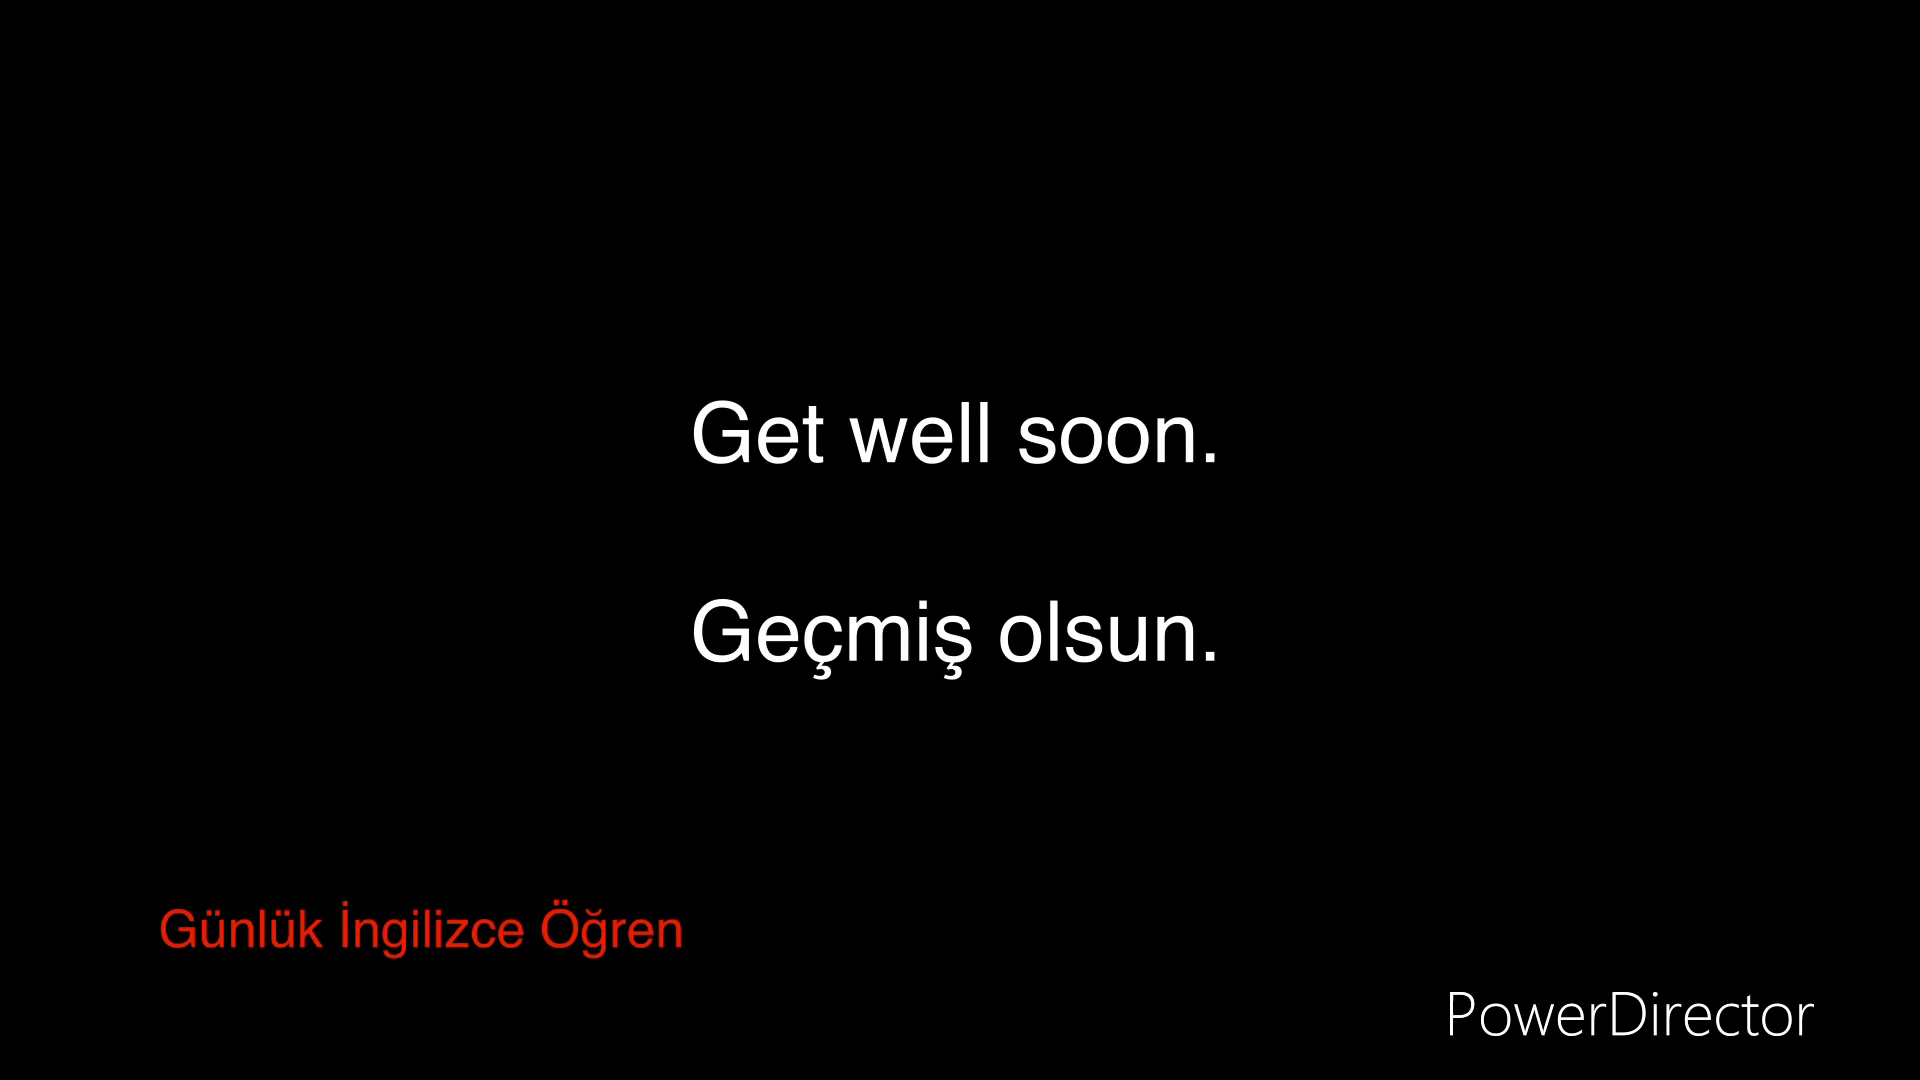 Get well soon.
Geçmiş olsun.
Günlük İngilizce Öğren
PowerDirector